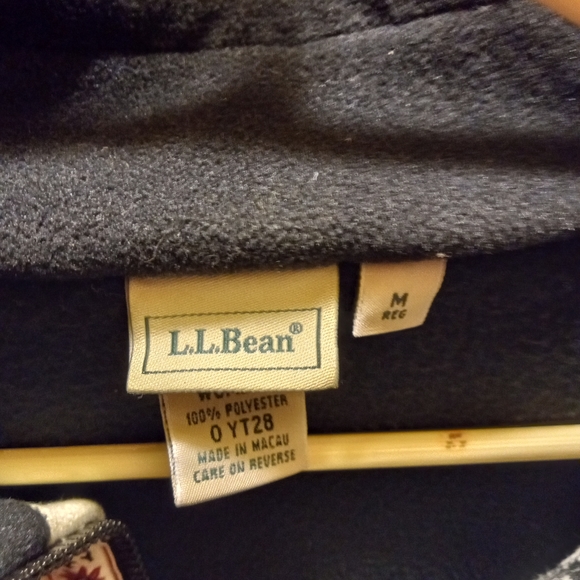 L.L.Bean®
M
REG
100% POLYESTER
0 YT28
MADE IN MACAU
CARE ON REVERSE